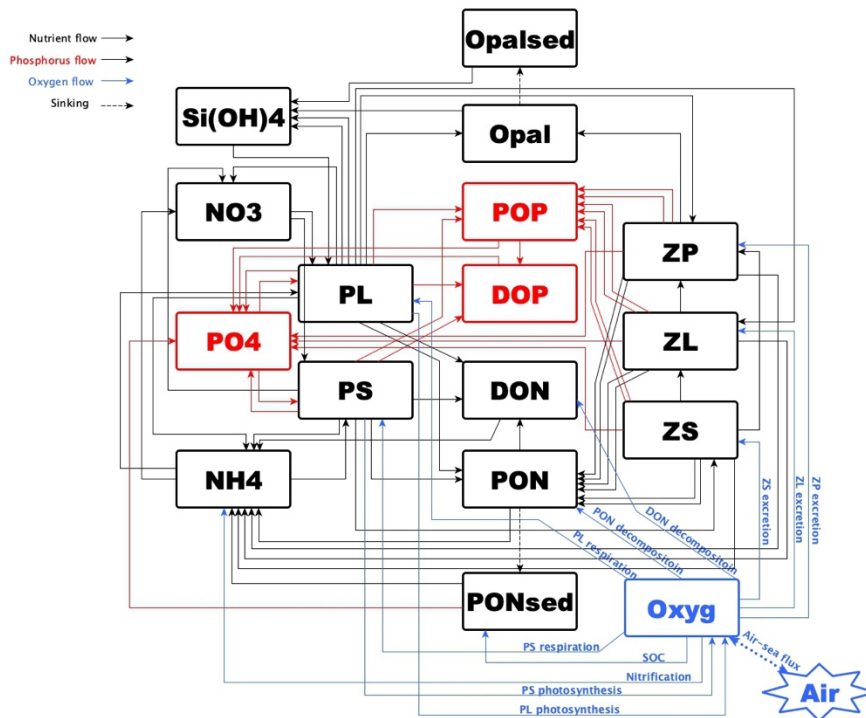 Nutrient flow
Phosphorus flow
Oxygen flow
Sinking
Opalsed
Si(OH)4
Opal
NO3
POP
ZP
PL
DOP
PO4
ZL
PS
DON
ZS
NH4
PON
ZS excretion
ZL excretion
ZP excretion
DON decompositoin
PON decompositoin
PL respiration
PONsed
Oxyg
PS respiration
SOC
Air-sea flux
Nitrification
PS photosynthesis
PL photosynthesis
Air